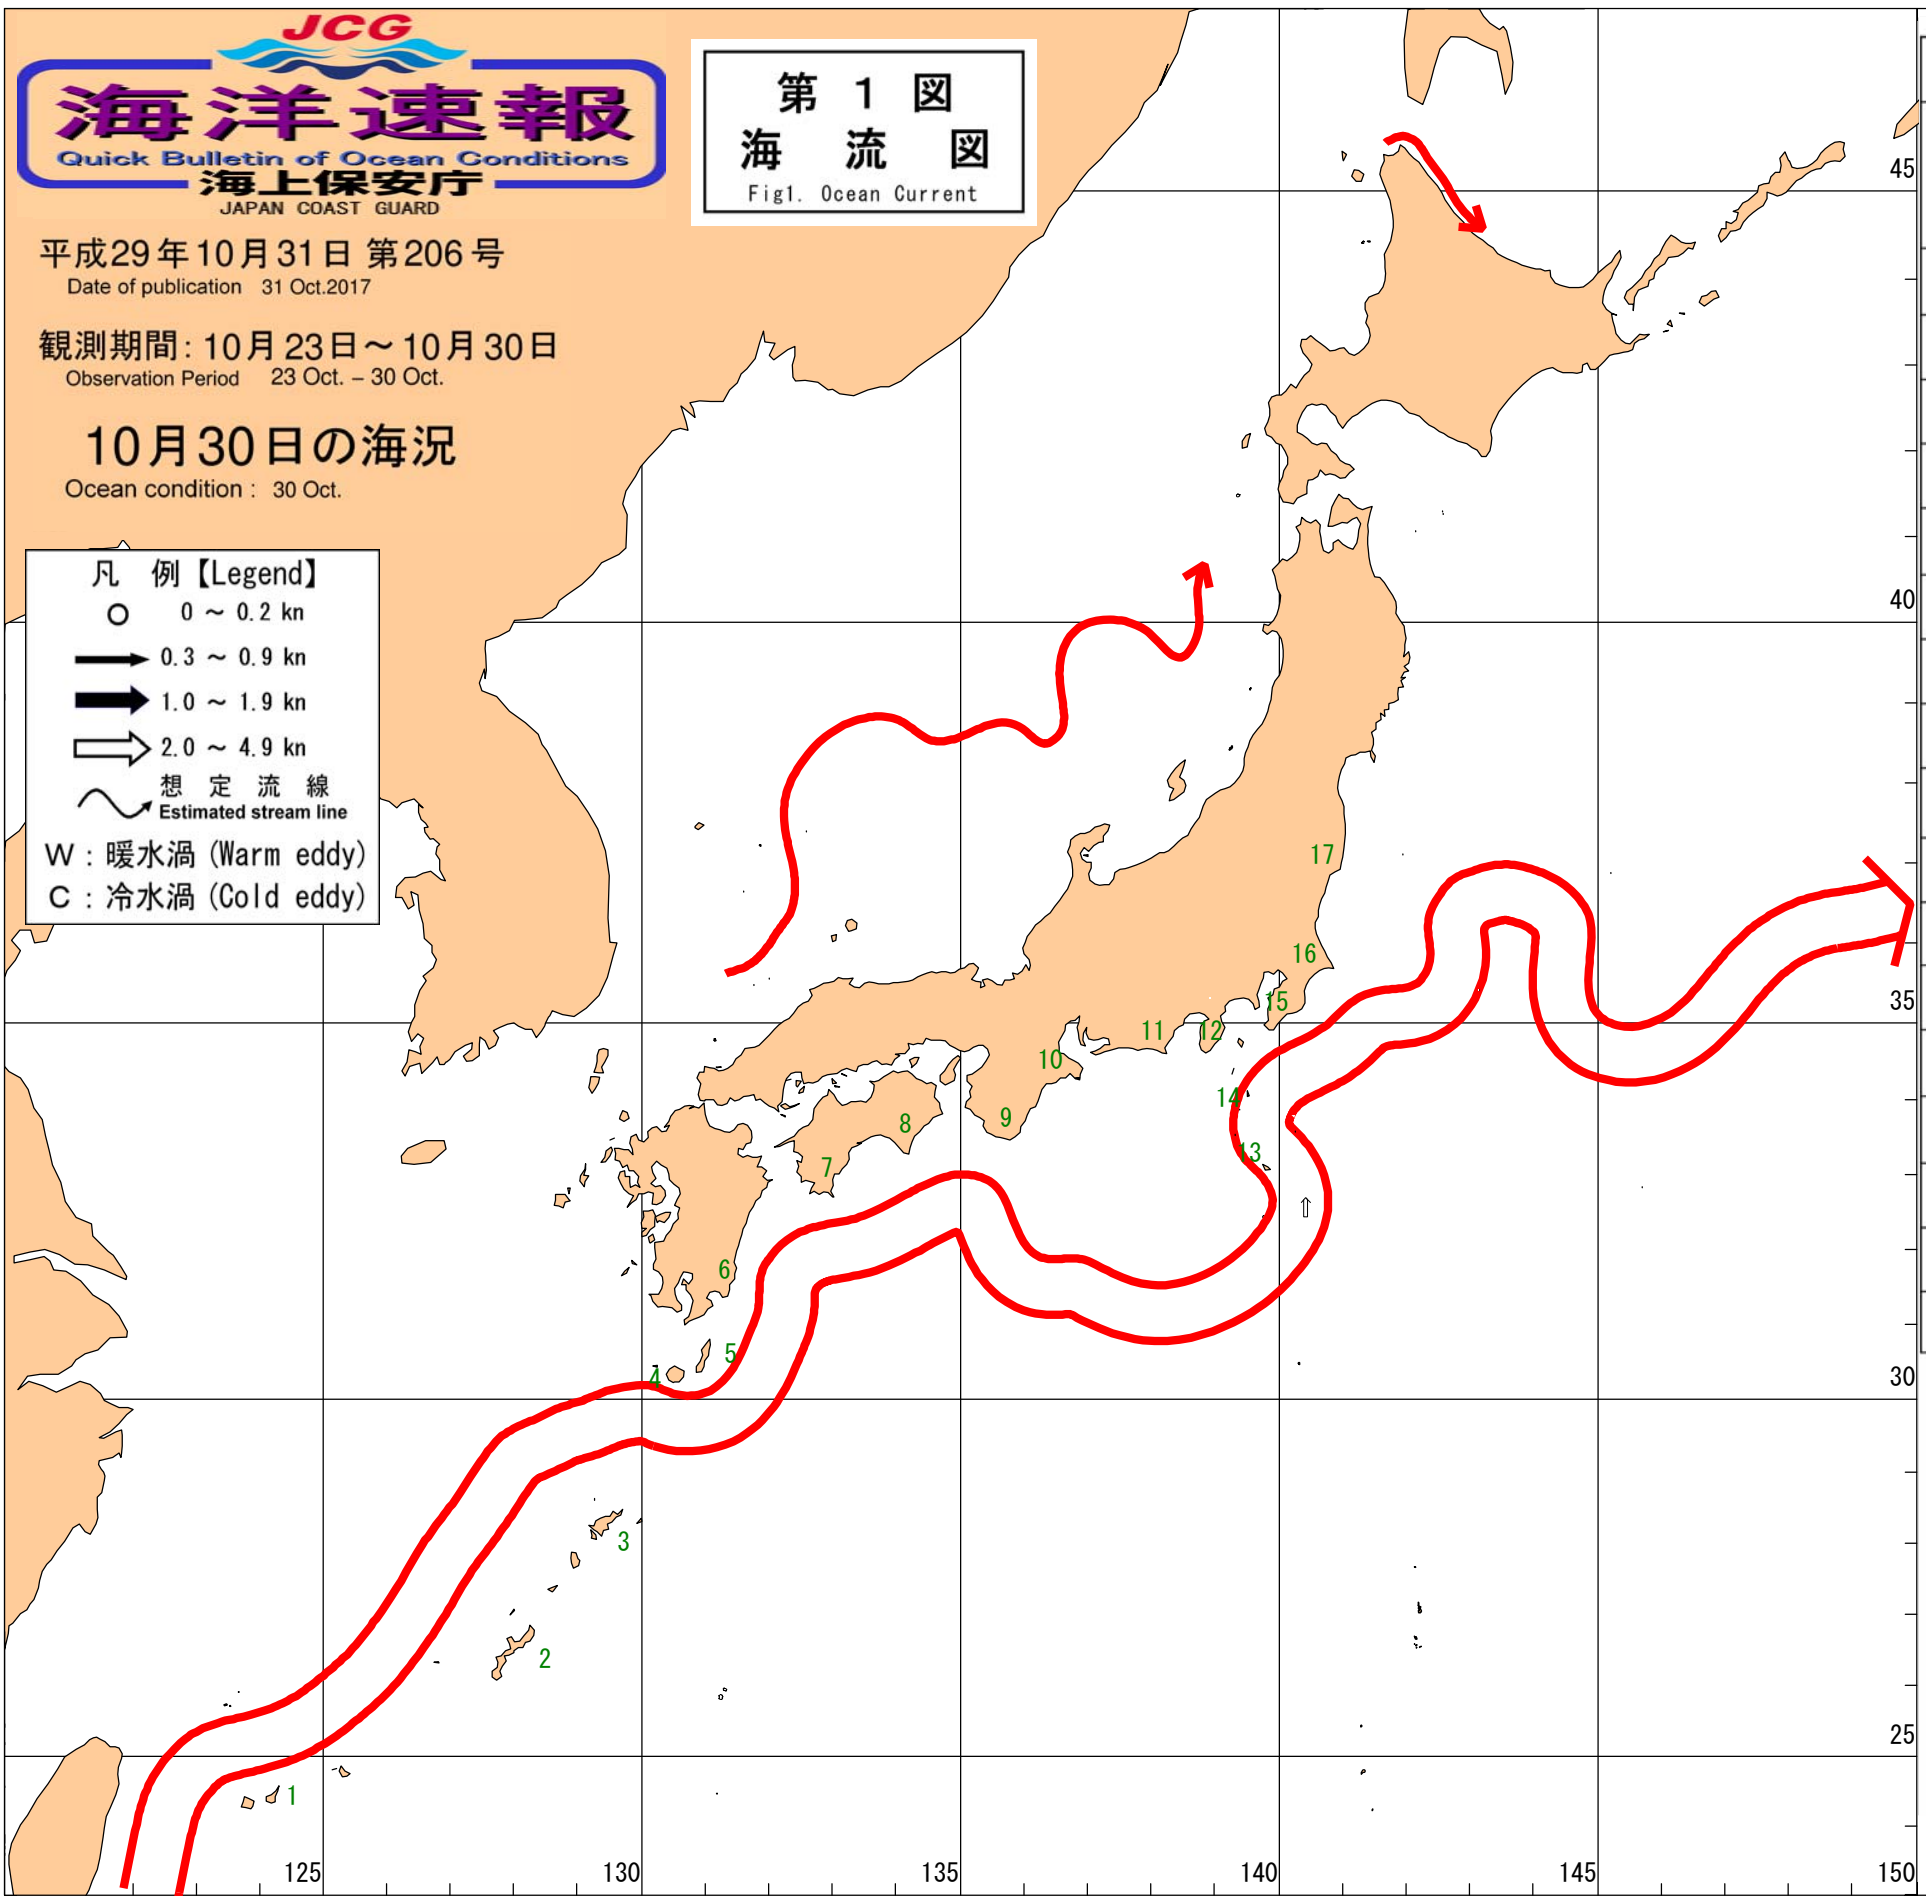 JCG
海洋速報
Quick Bulletin of Ocean Conditions
海上保安庁
JAPAN COAST GUARD
第 1 図
海 流 図
Fig1. Ocean Current
平成29年10月31日 第206号
Date of publication 31 Oct.2017
観測期間: 10月23日～10月30日
Observation Period 23 Oct. – 30 Oct.
10月30日の海況
Ocean condition : 30 Oct.
凡 例【Legend】
0 ～ 0.2 kn
0.3 ～ 0.9 kn
1.0 ～ 1.9 kn
2.0 ～ 4.9 kn
想 定 流 線
Estimated stream line
W : 暖水渦 (Warm eddy)
C : 冷水渦 (Cold eddy)
45
40
17
16
35
15
11
12
10
14
8
9
13
7
6
5
4
30
3
2
25
1
125
130
135
140
145
150